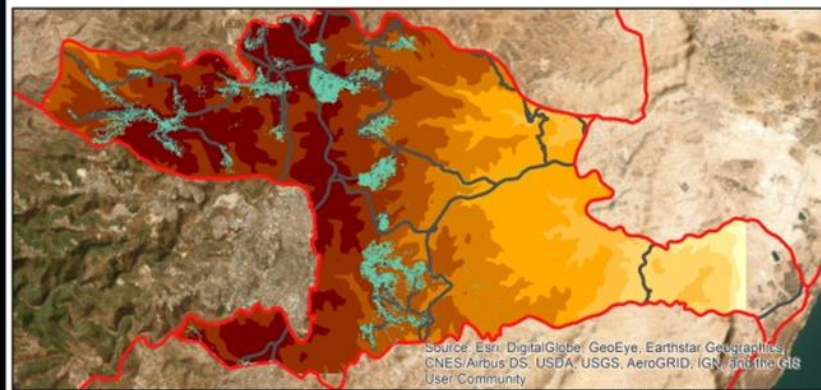 Source: Esri, DigitalGlobe, GeoEye, Earthstar Geographics,
CNES/Airbus DS, USDA, USGS, AeroGRID, IGN, and the GIS
User Community